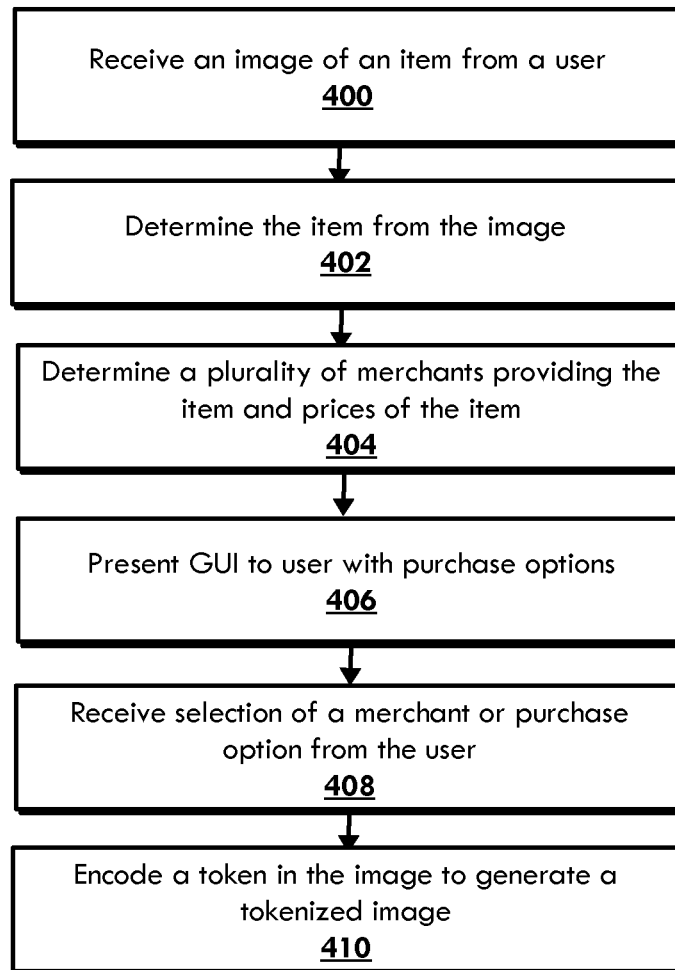 Receive an image of an item from a user
400
Determine the item from the image
402
Determine a plurality of merchants providing the
item and prices of the item
404
Present GUI to user with purchase options
406
Receive selection of a merchant or purchase
option from the user
408
Encode a token in the image to generate a
tokenized image
410